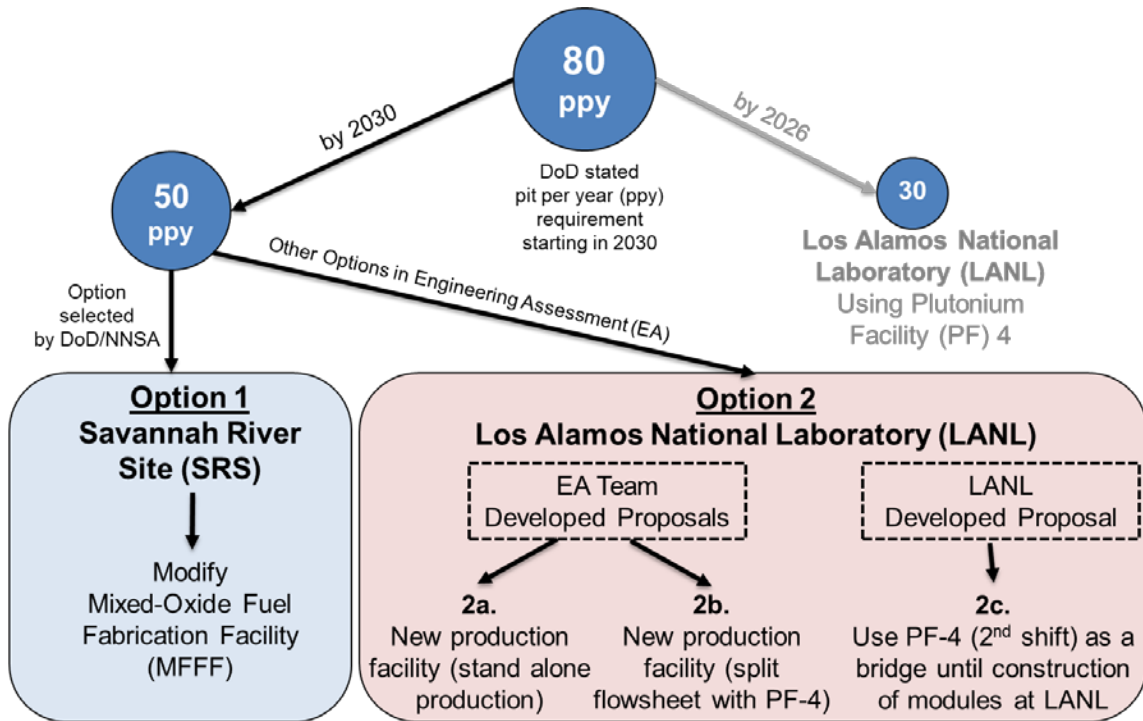 80
ppy
by 2030
by 2026
DoD stated
pit per year (ppy)
requirement
starting in 2030
50
ppy
30
Los Alamos National
Laboratory (LANL)
Using Plutonium
Facility (PF) 4
Option
selected
by DoD/NNSA
Other Options in Engineering Assessment (EA)
Option 1
Savannah River
Site (SRS)
Modify
Mixed-Oxide Fuel
Fabrication Facility
(MFFF)
Option 2
Los Alamos National Laboratory (LANL)
EA Team
Developed Proposals
LANL
Developed Proposal
2a.
New production
facility (stand alone
production)
2b.
New production
facility (split
flowsheet with PF-4)
2c.
Use PF-4 (2nd shift) as a
bridge until construction
of modules at LANL